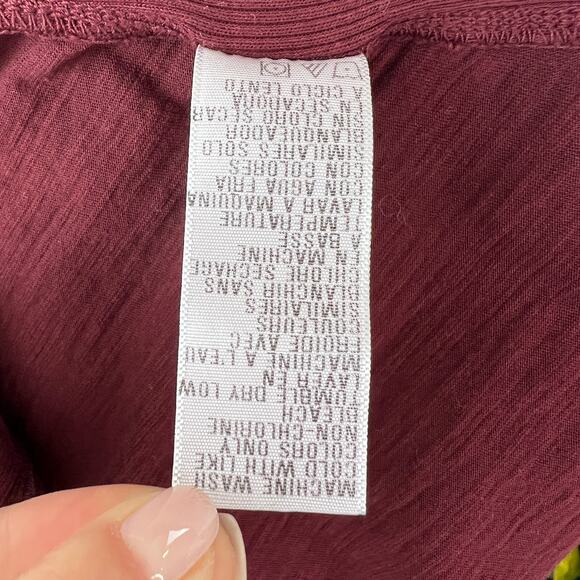 MACHINE WASH
COLD WITH LIKE
COLORS ONLY
NON-CHLORINE
BLEACH
TUMBLE DRY LOW
LAVER EN
MACHINE A L'EAU
FROIDE AVEC
COULEURS
SIMILAIRES
BLANCHIR SANS
CHLORE SECHAGE
EN MACHINE
A BASSE
TEMPERATURE
LAVAR A MAQUINA
CON AGUA FRIA
CON COLORES
SIMILARES SOLO
BLANQUEADOR
SIN CLORO SECAR
EN SECADORA
A CICLO LENTO